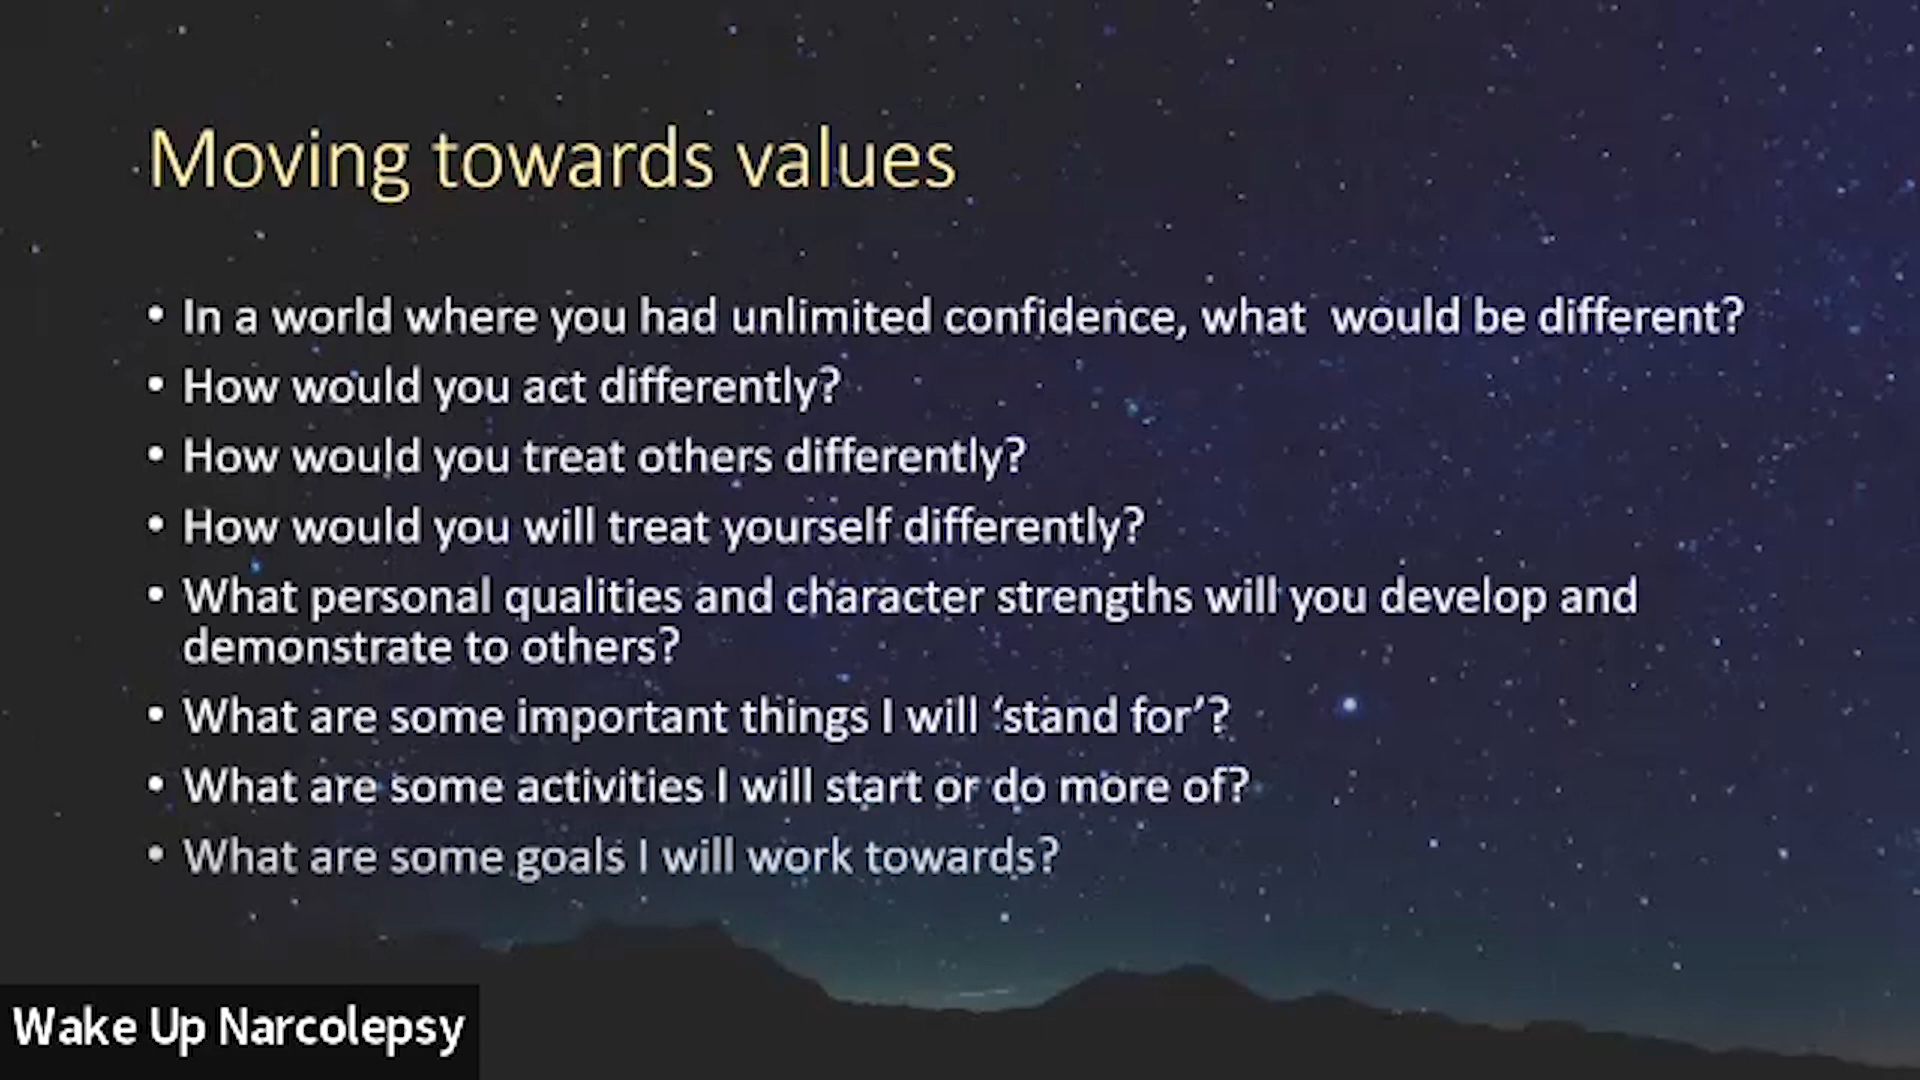 Moving towards values
• In a world where you had unlimited confidence, what  would be different?
• How would you act differently?
• How would you treat others differently?
• How would you will treat yourself differently?
• What personal qualities and character strengths will you develop and
demonstrate to others?
• What are some important things I will ‘stand for’?
• What are some activities I will start or do more of?
• What are some goals I will work towards?
Wake Up Narcolepsy